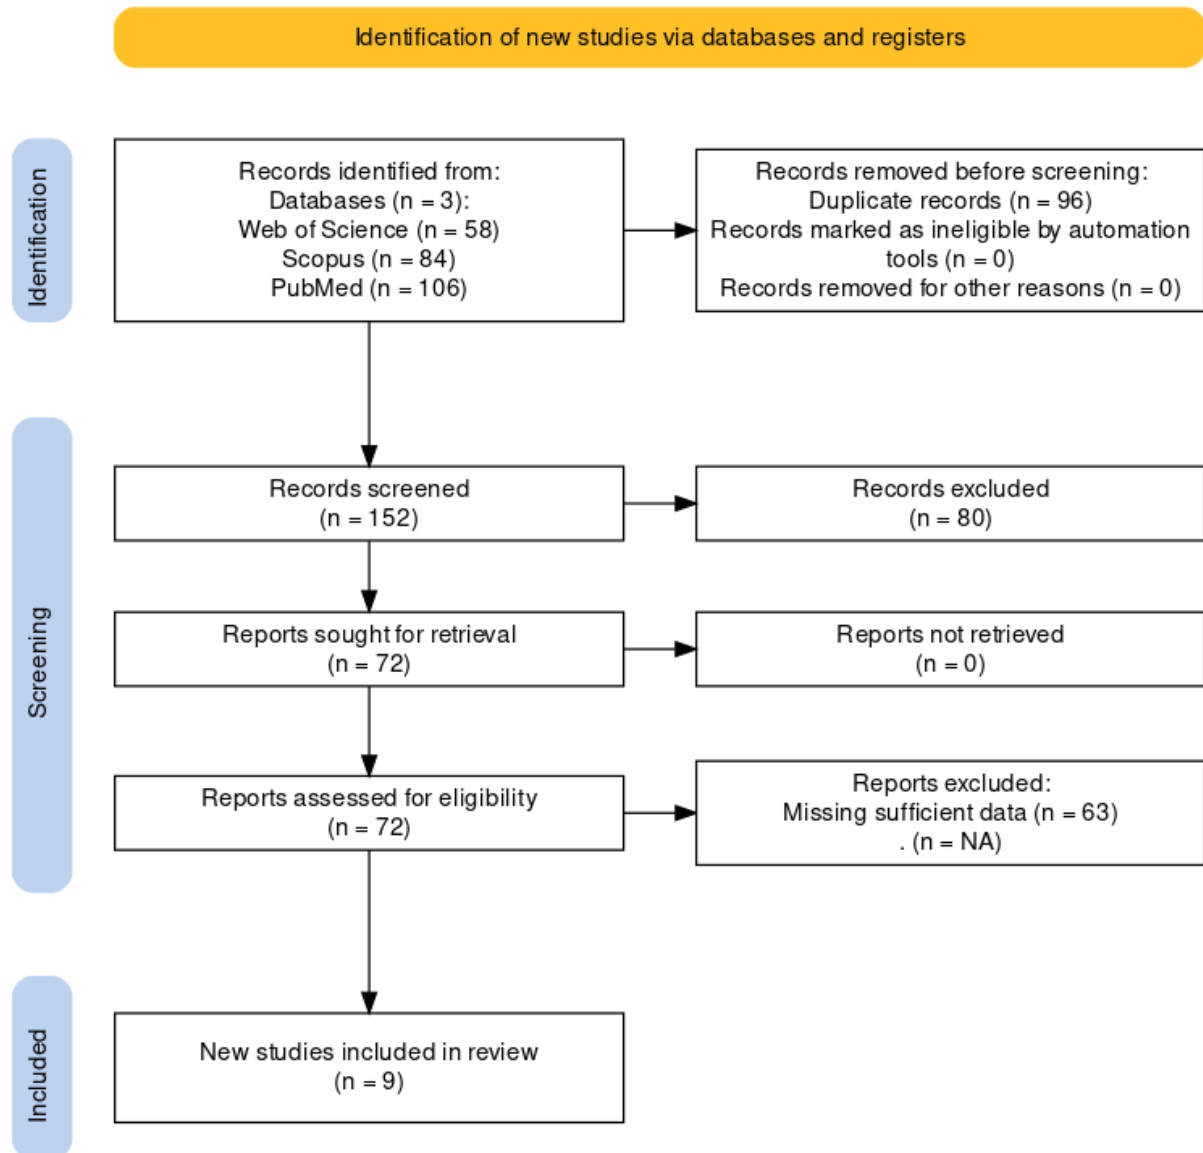 Identification of new studies via databases and registers
Identification
Records identified from:
Databases (n = 3):
Web of Science (n = 58)
Scopus (n = 84)
PubMed (n = 106)
Records removed before screening:
Duplicate records (n = 96)
Records marked as ineligible by automation
tools (n = 0)
Records removed for other reasons (n = 0)
Screening
Records screened
(n = 152)
Records excluded
(n = 80)
Reports sought for retrieval
(n = 72)
Reports not retrieved
(n = 0)
Reports assessed for eligibility
(n = 72)
Reports excluded:
Missing sufficient data (n = 63)
. (n = NA)
Included
New studies included in review
(n = 9)